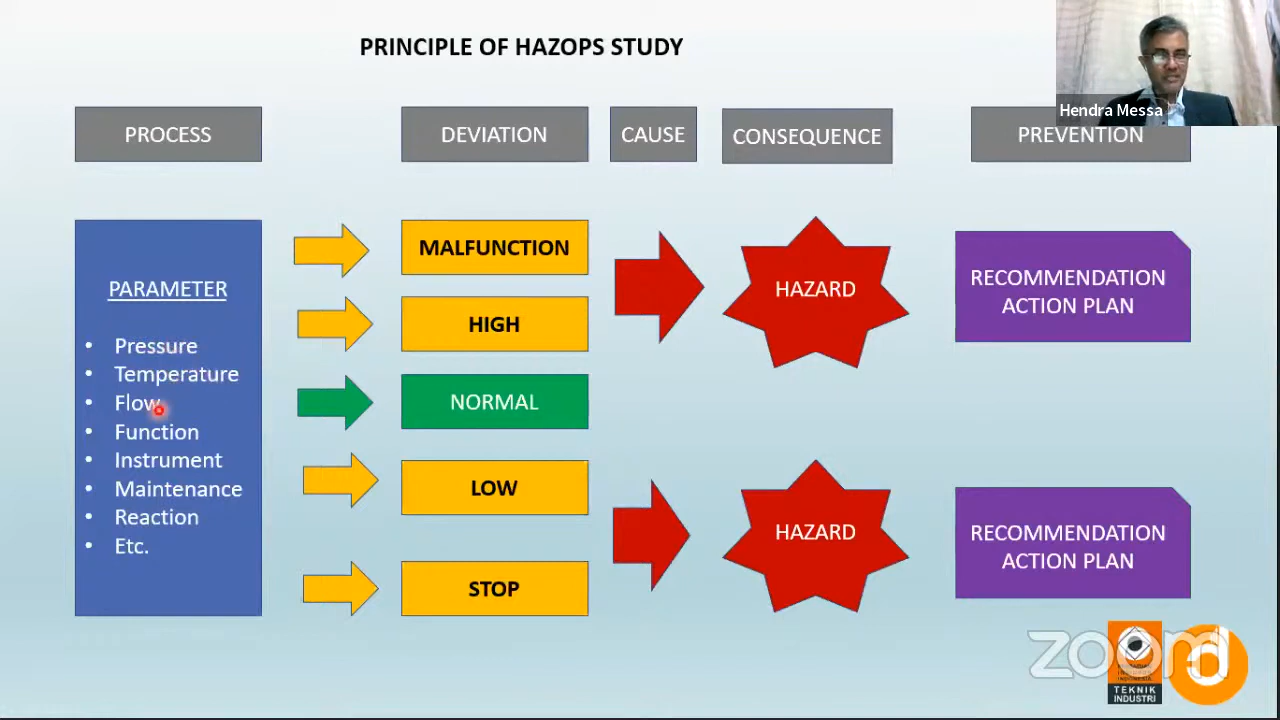 PRINCIPLE OF HAZOPS STUDY
Hendra Messa
PROCESS
DEVIATION
CAUSE
CONSEQUENCE
PREVENTION
PARAMETER
• Pressure
• Temperature
• Flow
• Function
• Instrument
• Maintenance
• Reaction
• Etc.
MALFUNCTION
HIGH
NORMAL
LOW
STOP
HAZARD
RECOMMENDATION
ACTION PLAN
HAZARD
RECOMMENDATION
ACTION PLAN
zoom
TEKNIK
INDUSTRI